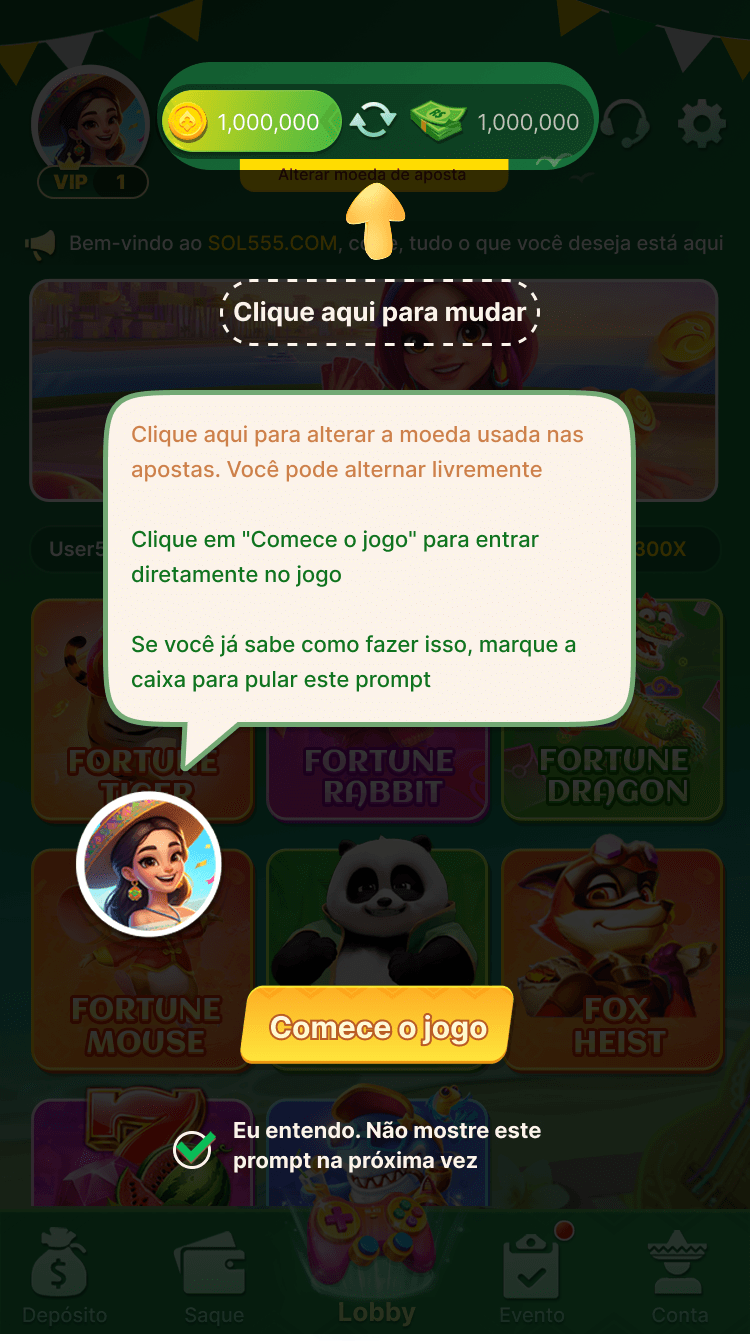 1,000,000
1,000,000
VIP 1
Alterar moeda de aposta
Bem-vindo ao SOL555.COM, tudo o que você deseja está aqui
Clique aqui para mudar
Clique aqui para alterar a moeda usada nas
apostas. Você pode alternar livremente
Clique em "Comece o jogo" para entrar
diretamente no jogo
Se você já sabe como fazer isso, marque a
caixa para pular este prompt
User5
300X
FORTUNE
TIGER
FORTUNE
RABBIT
FORTUNE
DRAGON
FORTUNE
MOUSE
FOX
HEIST
Comece o jogo
Eu entendo. Não mostre este
prompt na próxima vez
Depósito
Saque
Lobby
Evento
Conta